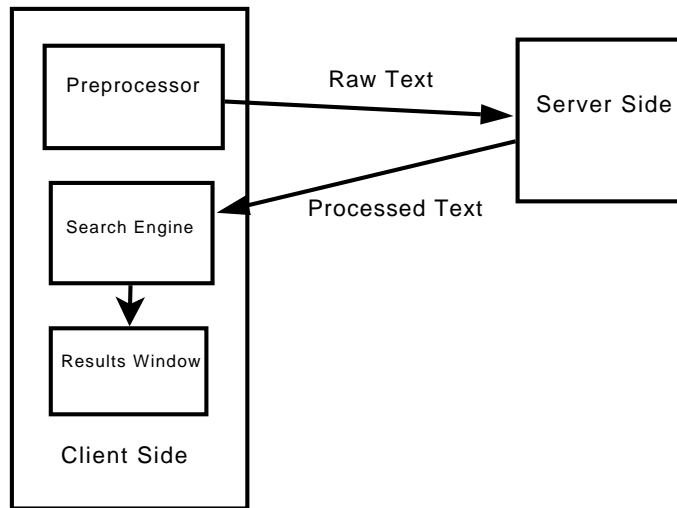 Preprocessor
Raw Text
Server Side
Search Engine
Processed Text
Results Window
Client Side